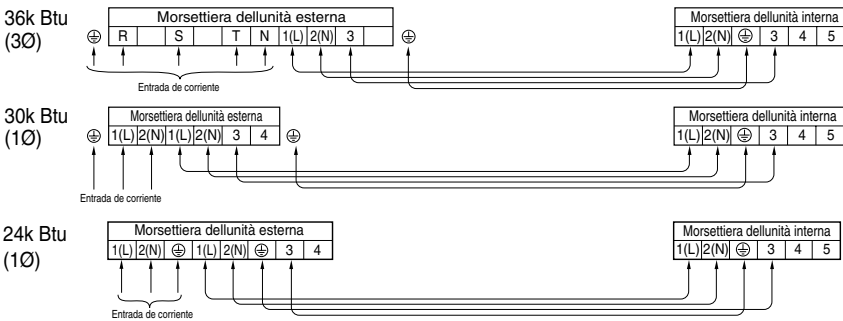 36k Btu
(3Ø)
Morsettiera dellunità esterna
⏚ R S T N 1(L) 2(N) 3 ⏚
Entrada de corriente
Morsettiera dellunità interna
1(L) 2(N) ⏚ 3 4 5
30k Btu
(1Ø)
Morsettiera dellunità esterna
⏚ 1(L) 2(N) 1(L) 2(N) 3 4 ⏚
Entrada de corriente
Morsettiera dellunità interna
1(L) 2(N) ⏚ 3 4 5
24k Btu
(1Ø)
Morsettiera dellunità esterna
1(L) 2(N) ⏚ 1(L) 2(N) ⏚ 3 4
Entrada de corriente
Morsettiera dellunità interna
1(L) 2(N) ⏚ 3 4 5